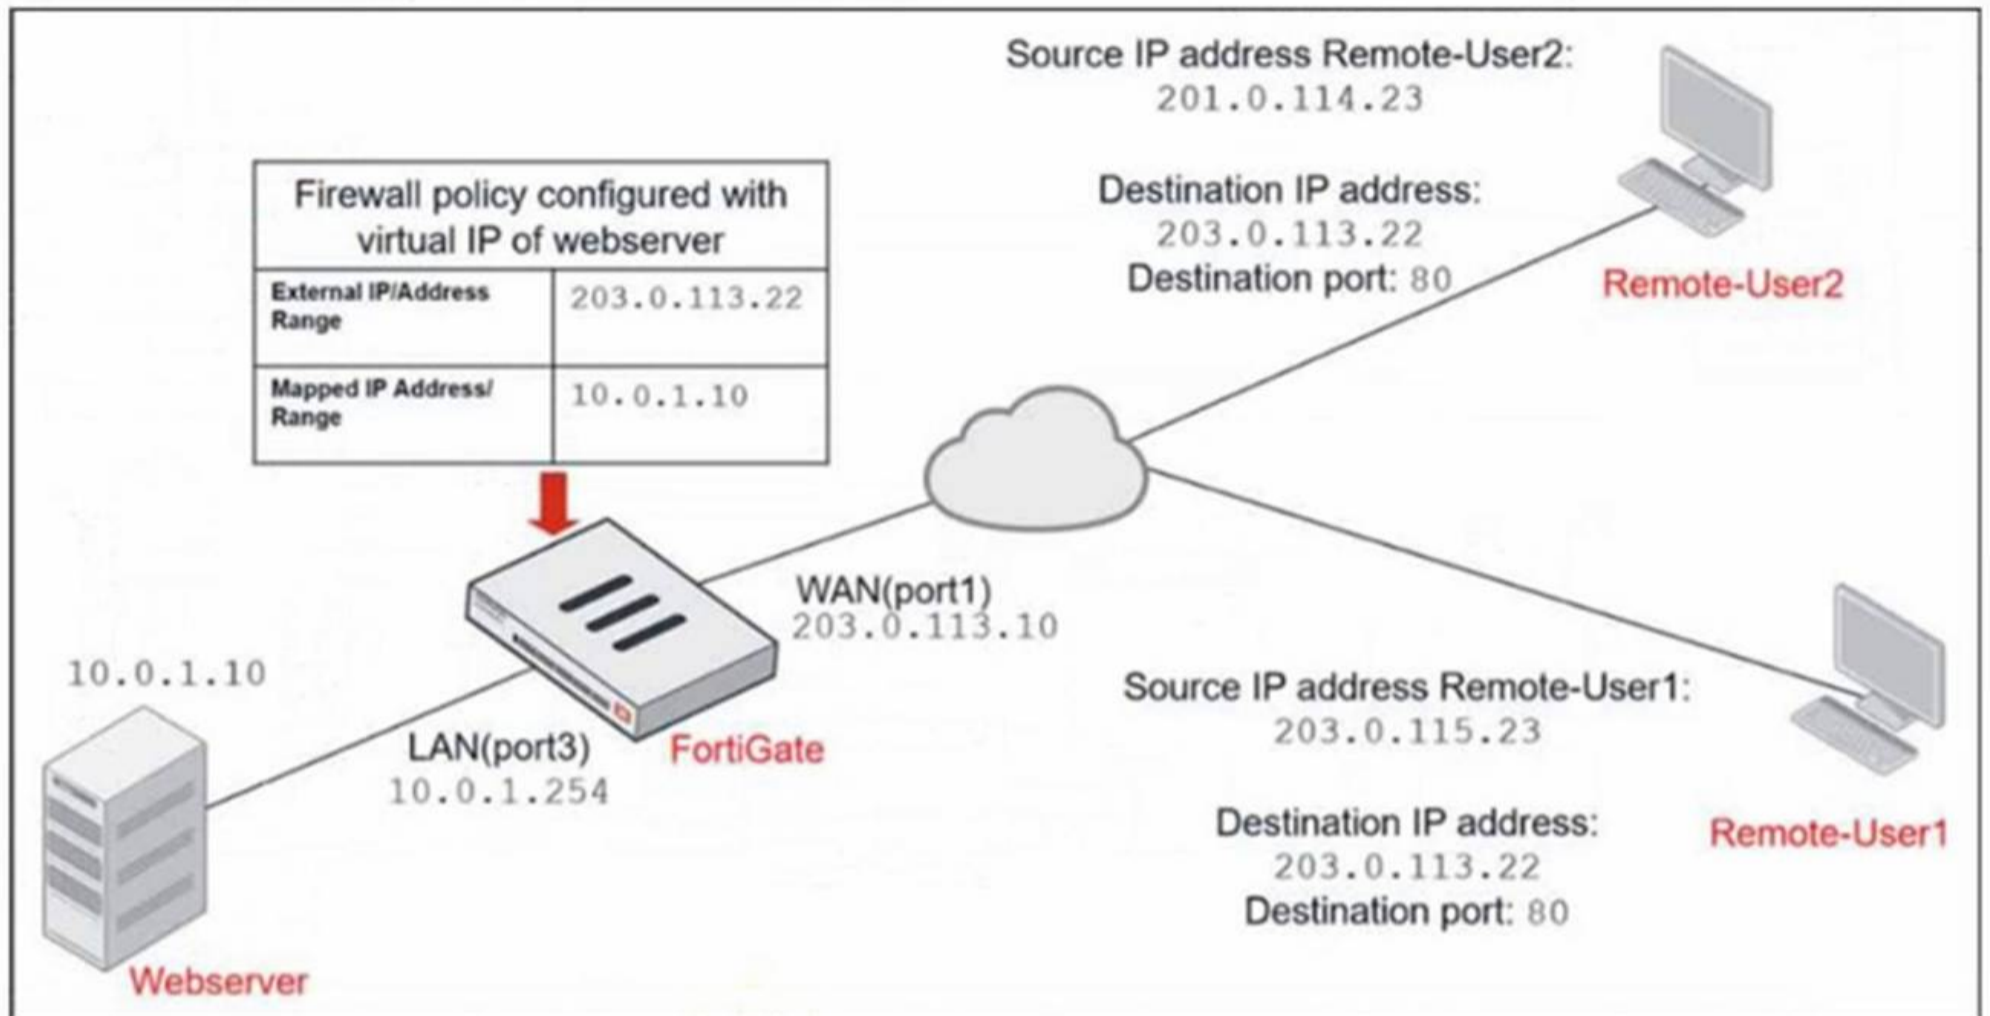 Source IP address Remote-User2:
201.0.114.23
Destination IP address:
203.0.113.22
Destination port: 80
Remote-User2
Firewall policy configured with
virtual IP of webserver
External IP/Address
Range
203.0.113.22
Mapped IP Address/
Range
10.0.1.10
WAN(port1)
203.0.113.10
10.0.1.10
LAN(port3)
10.0.1.254
FortiGate
Webserver
Source IP address Remote-User1:
203.0.115.23
Destination IP address:
203.0.113.22
Destination port: 80
Remote-User1